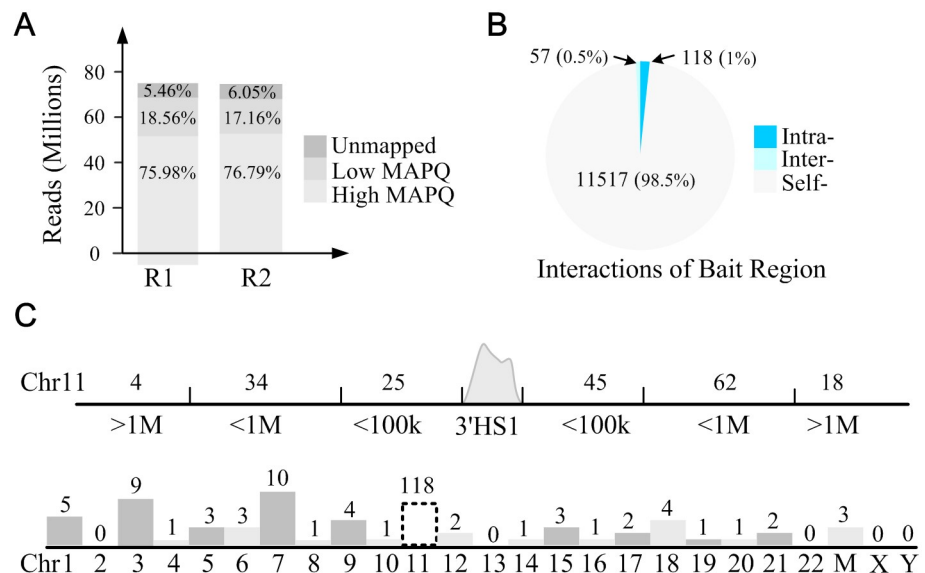 A
Reads (Millions)
80
60
40
20
0
5.46%
18.56%
75.98%
6.05%
17.16%
76.79%
R1
R2
Unmapped
Low MAPQ
High MAPQ
B
57 (0.5%)
118 (1%)
11517 (98.5%)
Intra-
Inter-
Self-
Interactions of Bait Region
C
Chr11 4 34 25 45 62 18
>1M <1M <100k 3'HS1 <100k <1M >1M
5 0 9 1 3 3 10 1 4 1 118 2 0 1 3 1 2 4 1 1 2 0 3 0 0
Chr1 2 3 4 5 6 7 8 9 10 11 12 13 14 15 16 17 18 19 20 21 22 M X Y